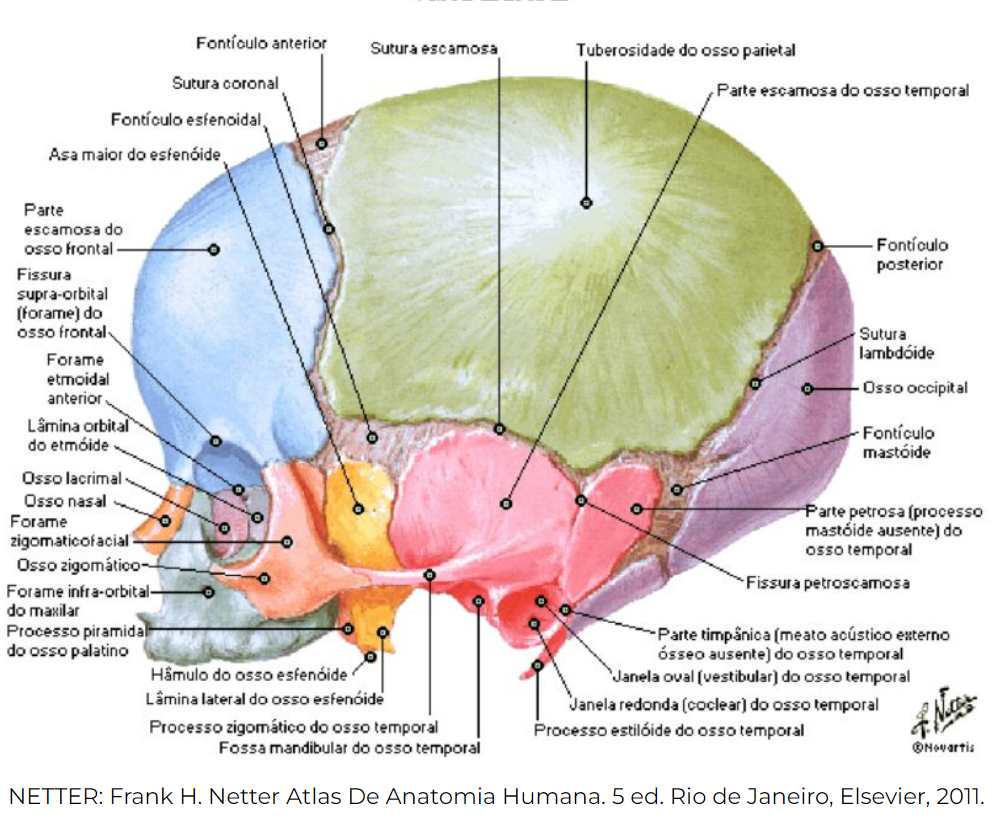 Fontículo anterior
Sutura coronal
Fontículo esfenoidal
Asa maior do esfenóide
Parte
escamosa do
osso frontal
Fissura
supra-orbital
(forame) do
osso frontal
Forame
etmoidal
anterior
Lâmina orbital
do etmóide
Osso lacrimal
Osso nasal
Forame
zigomaticofacial
Osso zigomático
Forame infra-orbital
do maxilar
Processo piramidal
do osso palatino
Hâmulo do osso esfenóide
Lâmina lateral do osso esfenóide
Processo zigomático do osso temporal
Fossa mandibular do osso temporal
Sutura escamosa
Tuberosidade do osso parietal
Parte escamosa do osso temporal
Fontículo
posterior
Sutura
lambdóide
Osso occipital
Fontículo
mastóide
Parte petrosa (processo
mastóide ausente) do
osso temporal
Fissura petroscamosa
Parte timpânica (meato acústico externo
ósseo ausente) do osso temporal
Janela oval (vestibular) do osso temporal
Janela redonda (coclear) do osso temporal
Processo estilóide do osso temporal
F. Netter
©Novartis
NETTER: Frank H. Netter Atlas De Anatomia Humana. 5 ed. Rio de Janeiro, Elsevier, 2011.